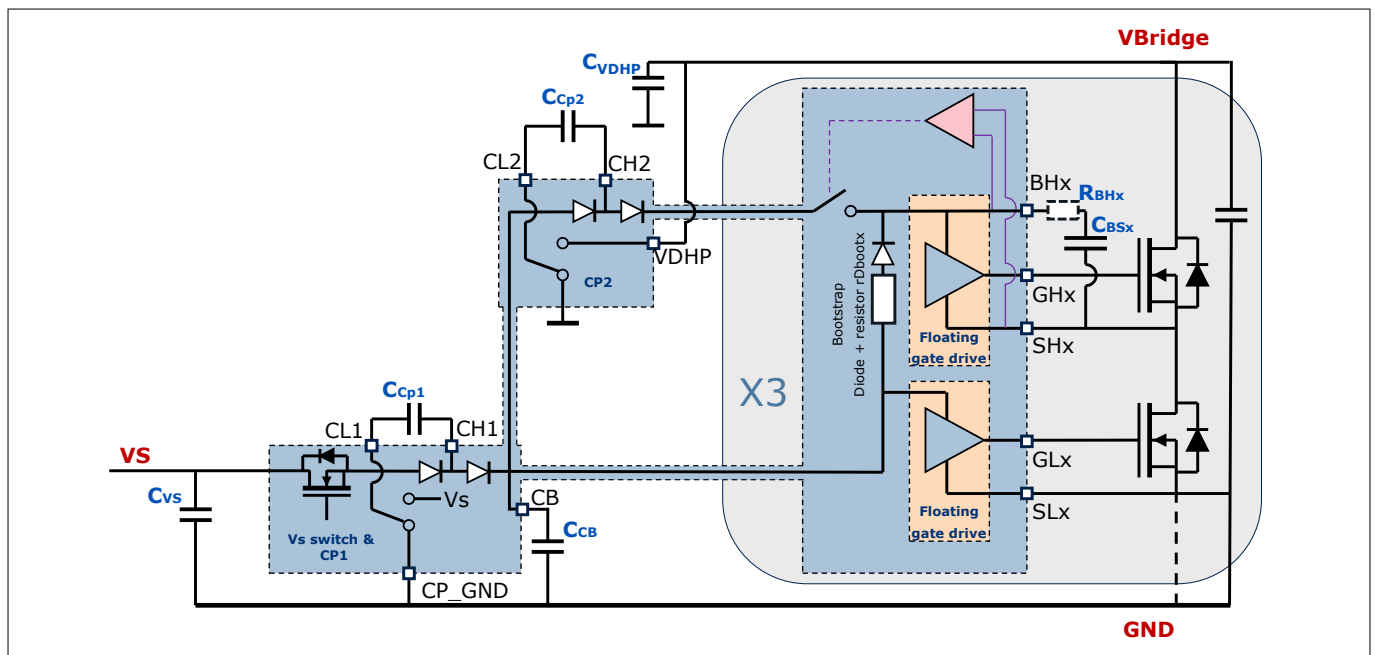 VBridge
CVDHP
CCp2
CL2
CH2
BHx
RBHx
CBSx
VDHP
CP2
GHx
Bootstrap
Diode + resistor rDbootx
SHx
Floating
gate drive
X3
CCp1
CL1
CH1
VS
GLx
CVS
Vs
CB
SLx
CCB
Vs switch &
CP1
Floating
gate drive
CP_GND
GND